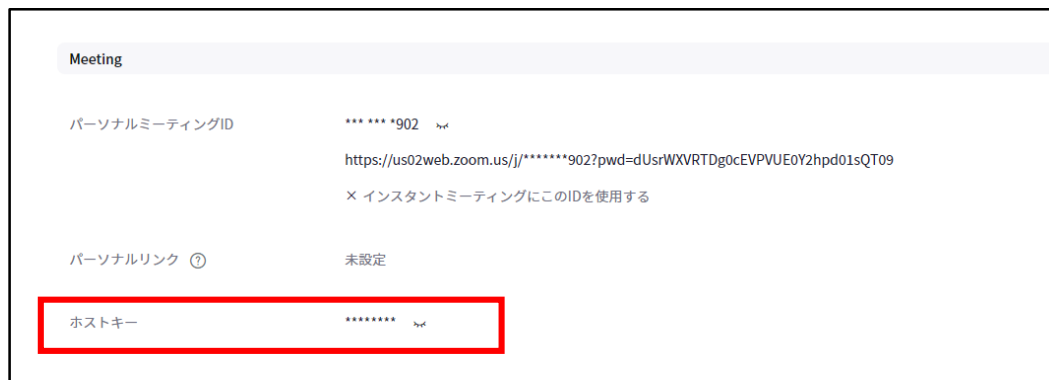 Meeting
パーソナルミーティングID *** *** *902
https://us02web.zoom.us/j/*******902?pwd=dUsrWXVRTDg0cEVPVUE0Y2hpd01sQT09
× インスタントミーティングにこのIDを使用する
パーソナルリンク ? 未設定
ホストキー ********